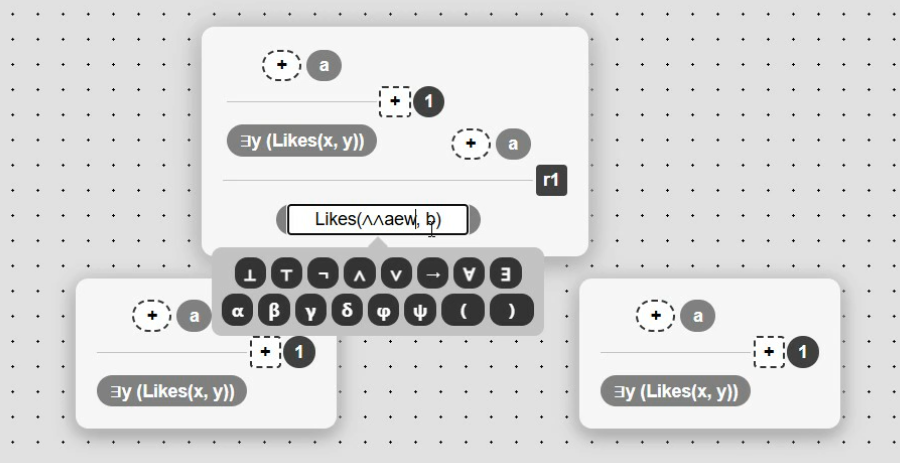 + a
+ 1
∃y (Likes(x, y))
+ a
r1
Likes(∧∧aew, b)
⊥ ⊤ ¬ ∧ ∨ → ∀ ∃
α β γ δ φ ψ ( )
+ a
+ 1
∃y (Likes(x, y))
+ a
+ 1
∃y (Likes(x, y))